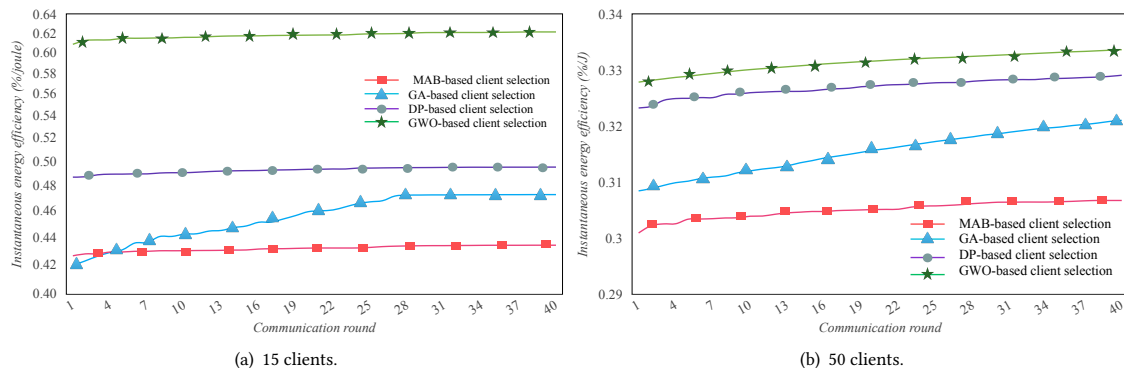 Instantaneous energy efficiency (%/joule)
0.64
0.62
0.60
0.58
0.56
0.54
0.52
0.50
0.48
0.46
0.44
0.42
0.40
MAB-based client selection
GA-based client selection
DP-based client selection
GWO-based client selection
1 4 7 10 13 16 19 22 25 28 31 34 37 40
Communication round
(a) 15 clients.
Instantaneous energy efficiency (%/J)
0.34
0.33
0.32
0.31
0.3
0.29
MAB-based client selection
GA-based client selection
DP-based client selection
GWO-based client selection
1 4 7 10 13 16 19 22 25 28 31 34 37 40
Communication round
(b) 50 clients.